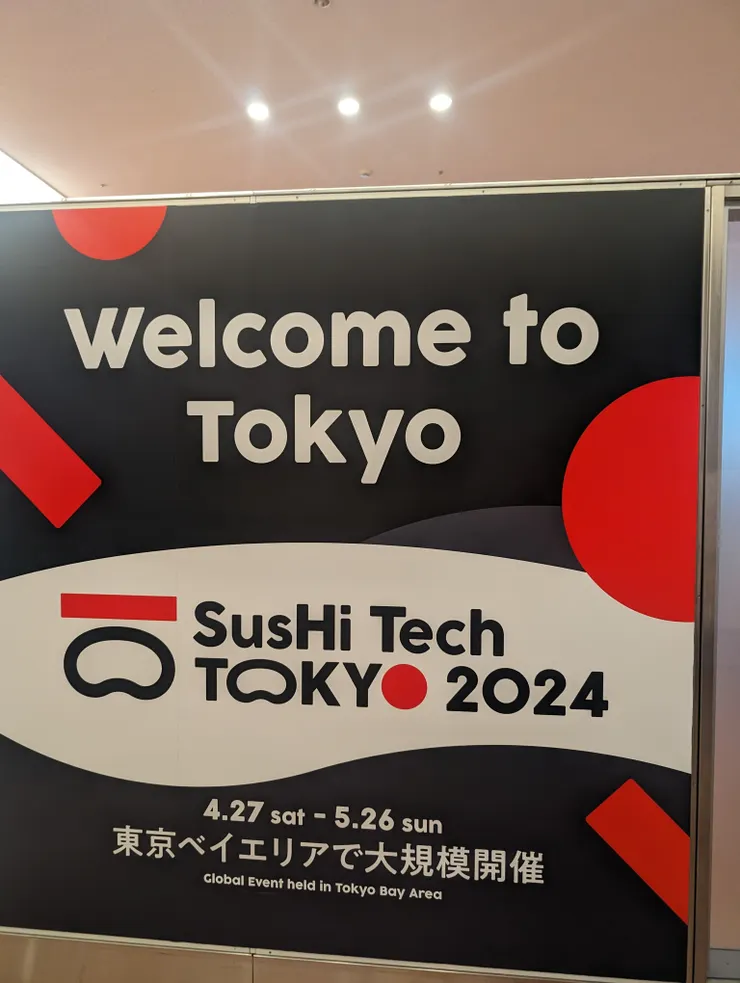 Welcome to
Tokyo
SusHi Tech
TOKYO 2024
4.27 sat - 5.26 sun
東京ベイエリアで大規模開催
Global Event held in Tokyo Bay Area